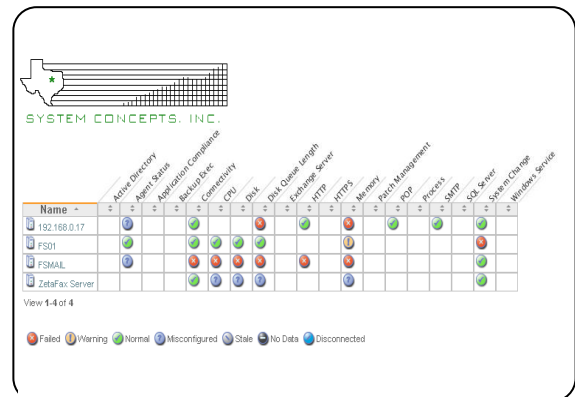 SYSTEM CONCEPTS, INC.
Active Directory
Agent Status
Application Compliance
Backup Exec
Connectivity
CPU
Disk
Disk Queue Length
Exchange Server
HTTP
HTTPS
Memory
Patch Management
POP
Process
SMTP
SQL Server
System Change
Windows Service
Name
192.168.0.17
FS01
FSMAIL
ZetaFax Server
View 1-4 of 4
Failed Warning Normal Misconfigured Stale No Data Disconnected